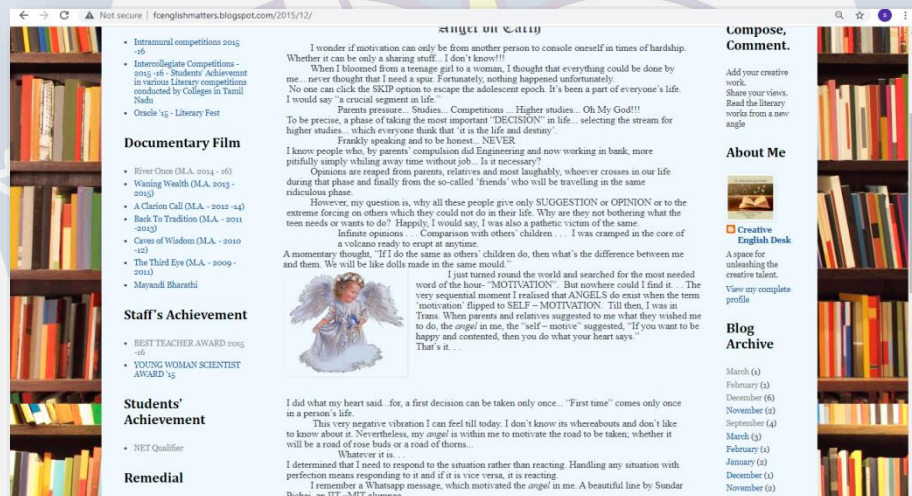 Not secure | fcenglishmatters.blogspot.com/2015/12/
S
Intramural competitions 2015
-16
Intercollegiate Competitions -
2015 -16 - Students' Achievemnt
in various Literary competitions
conducted by Colleges in Tamil
Nadu
Oracle '15 - Literary Fest
Documentary Film
River Once (M.A. 2014 - 16)
Waning Wealth (M.A. 2013 -
2015)
A Clarion Call (M.A. - 2012 -14)
Back To Tradition (M.A. - 2011
-2013)
Caves of Wisdom (M.A. - 2010
-12)
The Third Eye (M.A. - 2009 -
2011)
Mayandi Bharathi
Staff's Achievement
BEST TEACHER AWARD 2015
-16
YOUNG WOMAN SCIENTIST
AWARD '15
Students'
Achievement
NET Qualifier
Remedial
Angel on Earth
I wonder if motivation can only be from another person to console oneself in times of hardship.
Whether it can be only a sharing stuff... I don't know!!!
When I bloomed from a teenage girl to a woman, I thought that everything could be done by
me... never thought that I need a spur. Fortunately, nothing happened unfortunately.
No one can click the SKIP option to escape the adolescent epoch. It's been a part of everyone's life.
I would say "a crucial segment in life."
Parents pressure... Studies... Competitions ... Higher studies... Oh My God!!!
To be precise, a phase of taking the most important "DECISION" in life... selecting the stream for
higher studies... which everyone think that 'it is the life and destiny'.
Frankly speaking and to be honest... NEVER.
I know people who, by parents' compulsion did Engineering and now working in bank, more
pitifully simply whiling away time without job... Is it necessary?
Opinions are reaped from parents, relatives and most laughably, whoever crosses in our life
during that phase and finally from the so-called 'friends' who will be travelling in the same
ridiculous phase.
However, my question is, why all these people give only SUGGESTION or OPINION or to the
extreme forcing on others which they could not do in their life. Why are they not bothering what the
teen needs or wants to do? Happily, I would say, I was also a pathetic victim of the same.
Infinite opinions . . . Comparison with others' children . . . I was cramped in the core of
a volcano ready to erupt at anytime.
A momentary thought, "If I do the same as others' children do, then what's the difference between me
and them. We will be like dolls made in the same mould."
I just turned round the world and searched for the most needed
word of the hour- "MOTIVATION". But nowhere could I find it. . . The
very sequential moment I realised that ANGELS do exist when the term
'motivation' flipped to SELF – MOTIVATION. Till then, I was in
Trans. When parents and relatives suggested to me what they wished me
to do, the angel in me, the "self – motive" suggested, "If you want to be
happy and contented, then you do what your heart says."
That's it. . .
I did what my heart said...for, a first decision can be taken only once... "First time" comes only once
in a person's life.
This very negative vibration I can feel till today. I don't know its whereabouts and don't like
to know about it. Nevertheless, my angel is within me to motivate the road to be taken; whether it
will be a road of rose buds or a road of thorns...
Whatever it is. . .
I determined that I need to respond to the situation rather than reacting. Handling any situation with
perfection means responding to it and if it is vice versa, it is reacting.
I remember a Whatsapp message, which motivated the angel in me. A beautiful line by Sundar
Pichai, an IIT –MIT alumnae
Compose,
Comment.
Add your creative
work.
Share your views.
Read the literary
works from a new
angle
About Me
Creative
English Desk
A space for
unleashing the
creative talent.
View my complete
profile
Blog
Archive
March (1)
February (1)
December (6)
November (2)
September (4)
March (3)
February (1)
January (2)
December (1)
November (2)